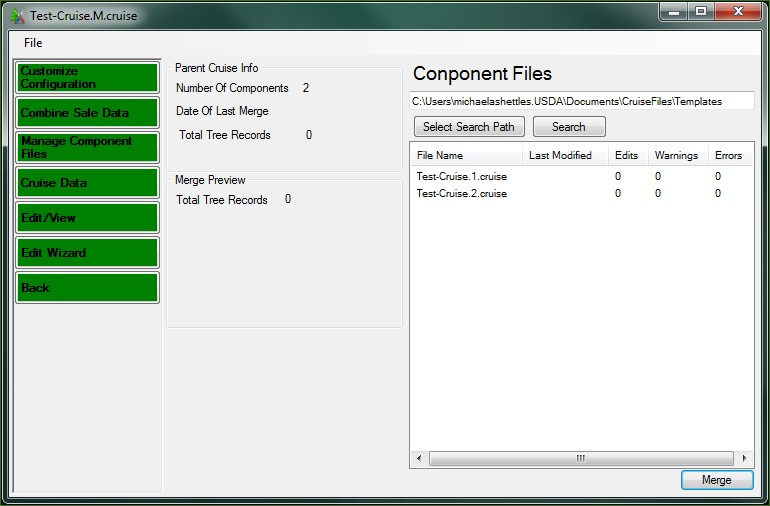 Test-Cruise.M.cruise
File
Customize
Configuration
Combine Sale Data
Manage Component
Files
Cruise Data
Edit/View
Edit Wizard
Back
Parent Cruise Info
Number Of Components 2
Date Of Last Merge
Total Tree Records 0
Merge Preview
Total Tree Records 0
Conponent Files
C:\Users\michaelashettles.USDA\Documents\CruiseFiles\Templates
Select Search Path Search
File Name Last Modified Edits Warnings Errors
Test-Cruise.1.cruise 0 0 0
Test-Cruise.2.cruise 0 0 0
Merge